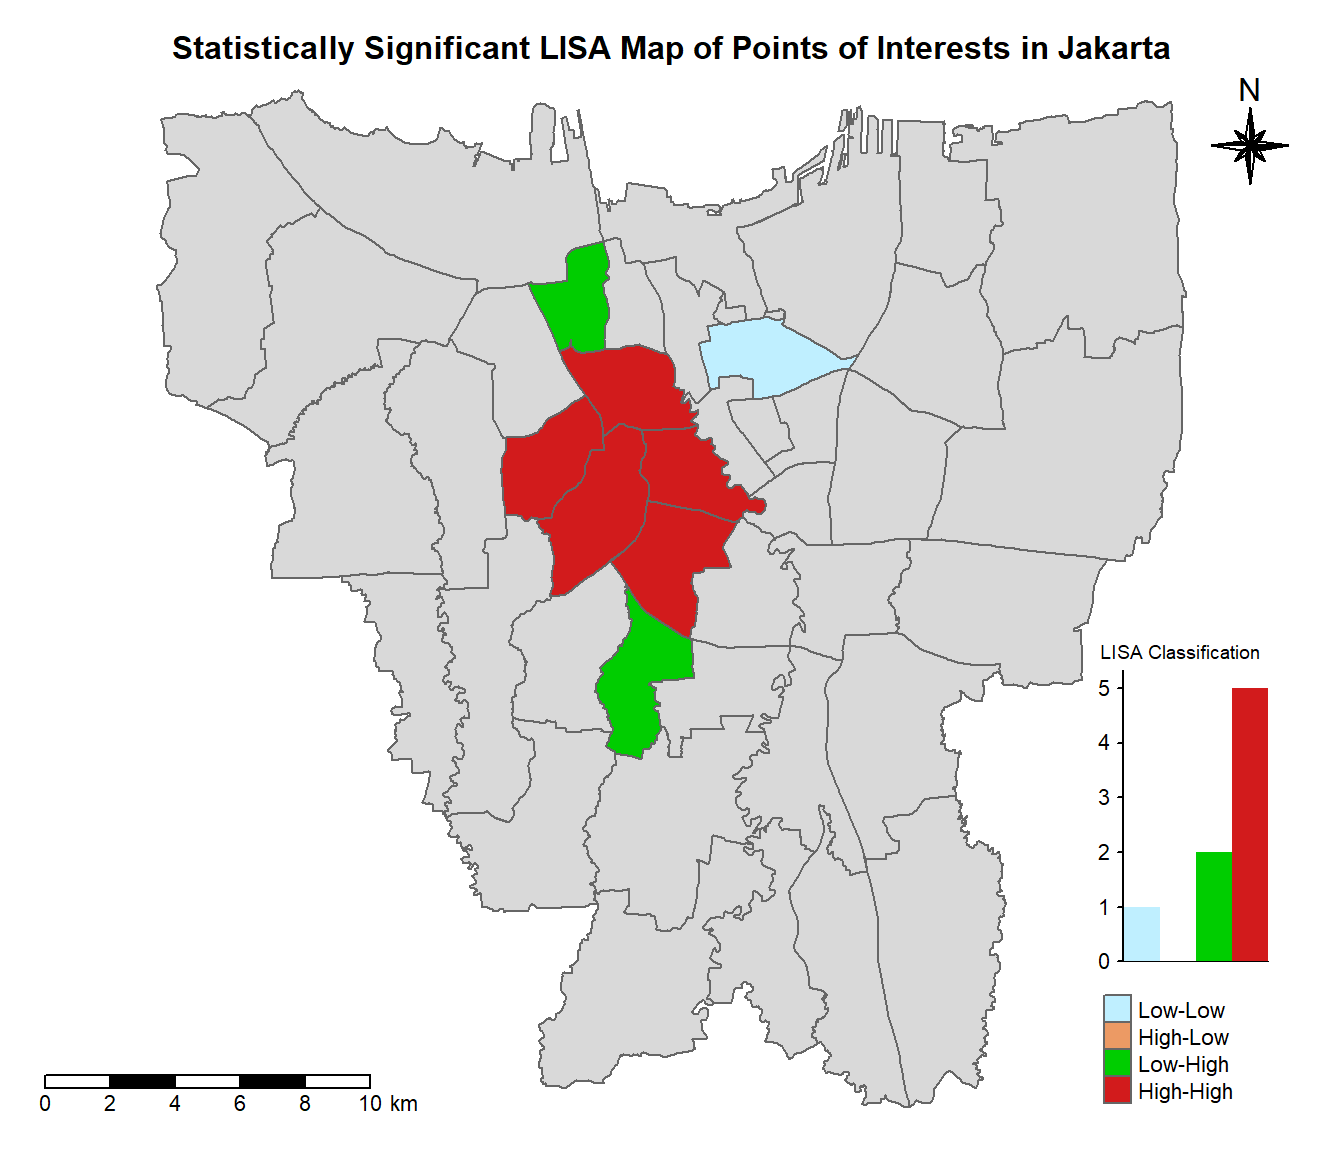 Statistically Significant LISA Map of Points of Interests in Jakarta
N
LISA Classification
5
4
3
2
1
0
Low-Low
High-Low
Low-High
High-High
0 2 4 6 8 10 km